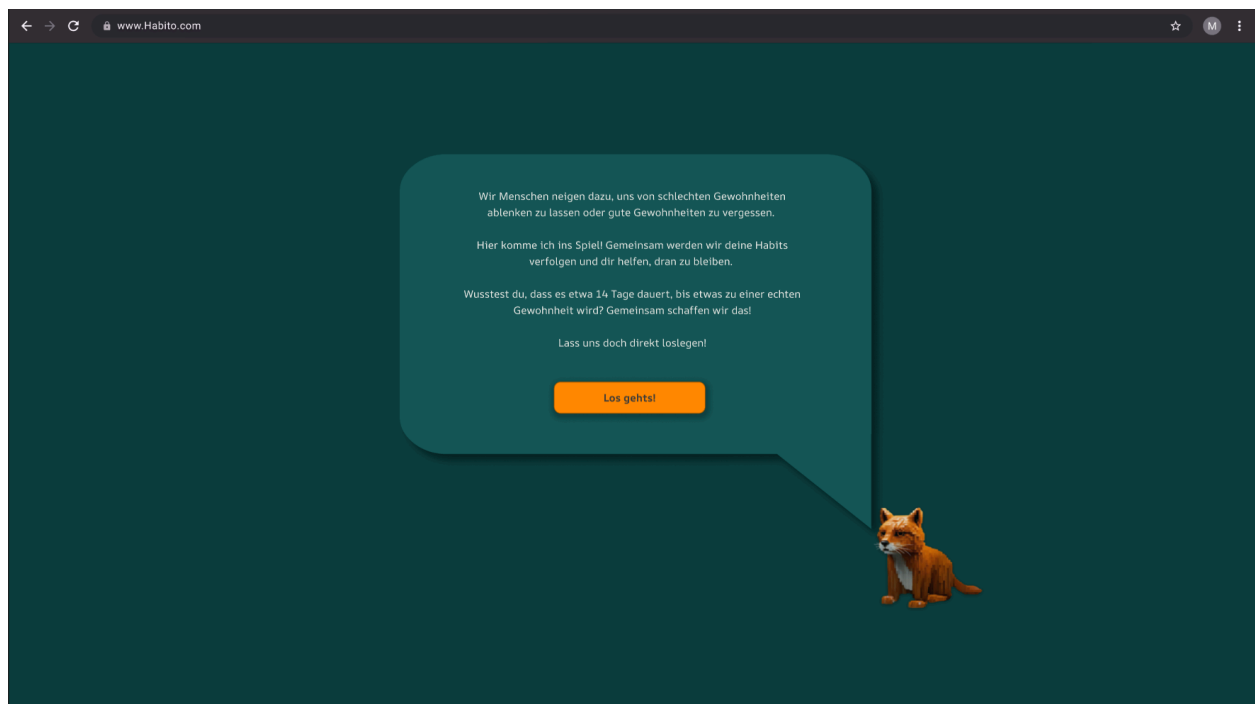 www.Habito.com
M
Wir Menschen neigen dazu, uns von schlechten Gewohnheiten
ablenken zu lassen oder gute Gewohnheiten zu vergessen.
Hier komme ich ins Spiel! Gemeinsam werden wir deine Habits
verfolgen und dir helfen, dran zu bleiben.
Wusstest du, dass es etwa 14 Tage dauert, bis etwas zu einer echten
Gewohnheit wird? Gemeinsam schaffen wir das!
Lass uns doch direkt loslegen!
Los gehts!